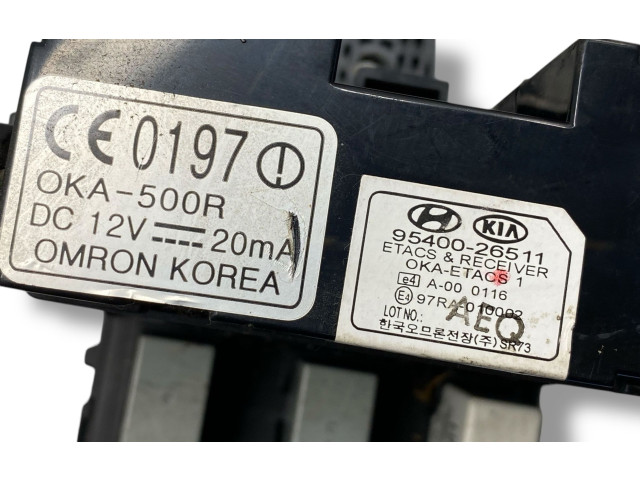 CE 0197
OKA-500R
DC 12V 20mA
OMRON KOREA
KIA
95400-26511
ETACS & RECEIVER
OKA-ETACS 1
e4 A-00 0116
E4 97RA-010002
LOT NO.:
AEQ
한국오므론전장(주) SR73